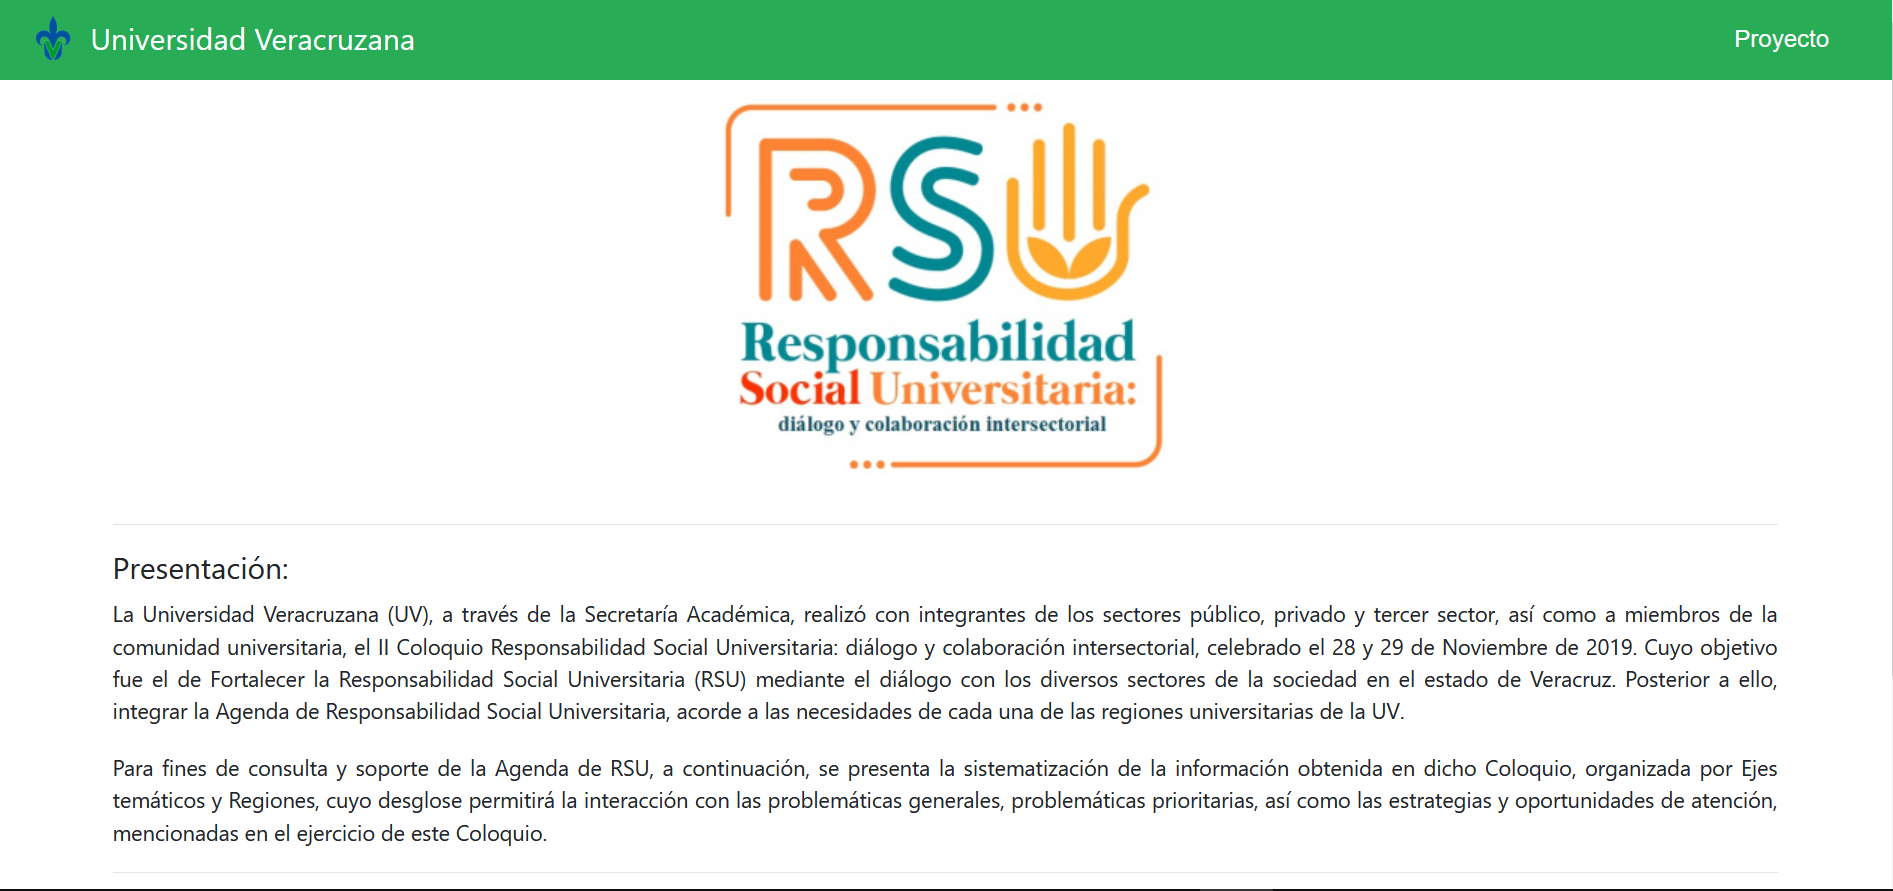 Universidad Veracruzana
Proyecto
RSU
Responsabilidad
Social Universitaria:
diálogo y colaboración intersectorial
Presentación:
La Universidad Veracruzana (UV), a través de la Secretaría Académica, realizó con integrantes de los sectores público, privado y tercer sector, así como a miembros de la
comunidad universitaria, el II Coloquio Responsabilidad Social Universitaria: diálogo y colaboración intersectorial, celebrado el 28 y 29 de Noviembre de 2019. Cuyo objetivo
fue el de Fortalecer la Responsabilidad Social Universitaria (RSU) mediante el diálogo con los diversos sectores de la sociedad en el estado de Veracruz. Posterior a ello,
integrar la Agenda de Responsabilidad Social Universitaria, acorde a las necesidades de cada una de las regiones universitarias de la UV.
Para fines de consulta y soporte de la Agenda de RSU, a continuación, se presenta la sistematización de la información obtenida en dicho Coloquio, organizada por Ejes
temáticos y Regiones, cuyo desglose permitirá la interacción con las problemáticas generales, problemáticas prioritarias, así como las estrategias y oportunidades de atención,
mencionadas en el ejercicio de este Coloquio.